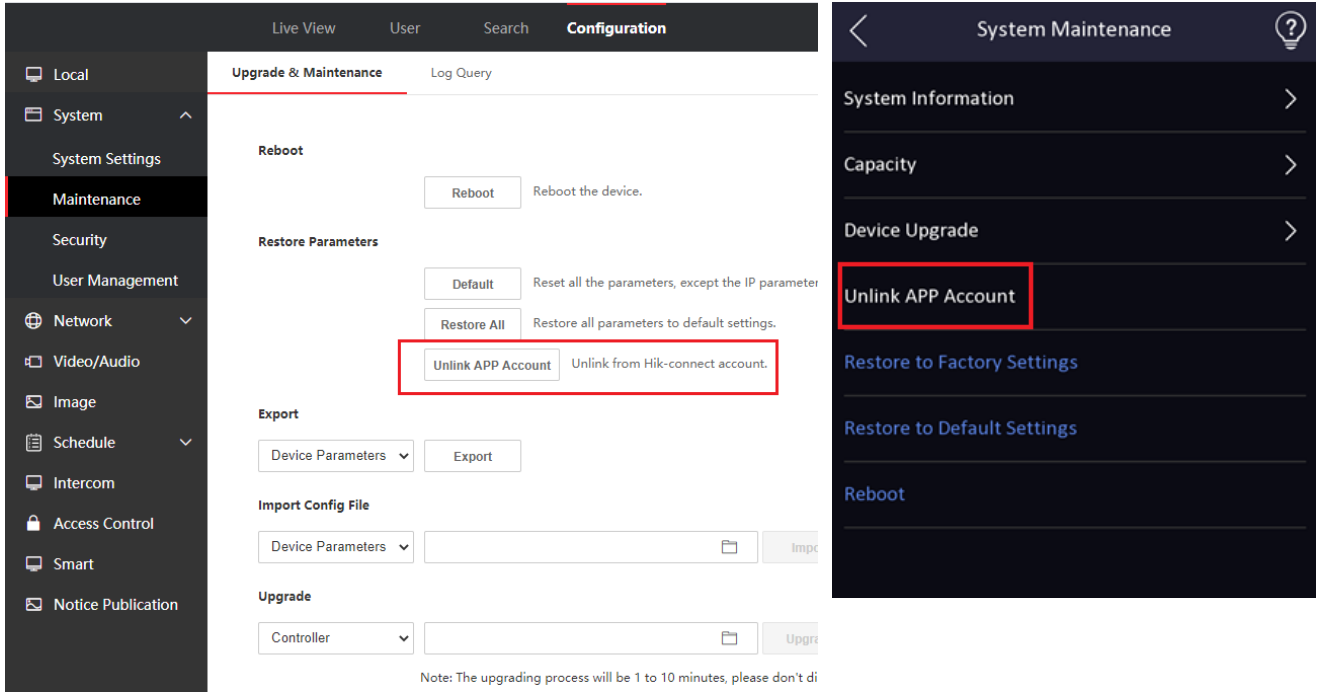 Live View User Search Configuration
Local
System
System Settings
Maintenance
Security
User Management
Network
Video/Audio
Image
Schedule
Intercom
Access Control
Smart
Notice Publication
Upgrade & Maintenance Log Query
Reboot
Reboot Reboot the device.
Restore Parameters
Default Reset all the parameters, except the IP parameter
Restore All Restore all parameters to default settings.
Unlink APP Account Unlink from Hik-connect account.
Export
Device Parameters Export
Import Config File
Device Parameters Impo
Upgrade
Controller Upgra
Note: The upgrading process will be 1 to 10 minutes, please don't di
System Maintenance
System Information
Capacity
Device Upgrade
Unlink APP Account
Restore to Factory Settings
Restore to Default Settings
Reboot